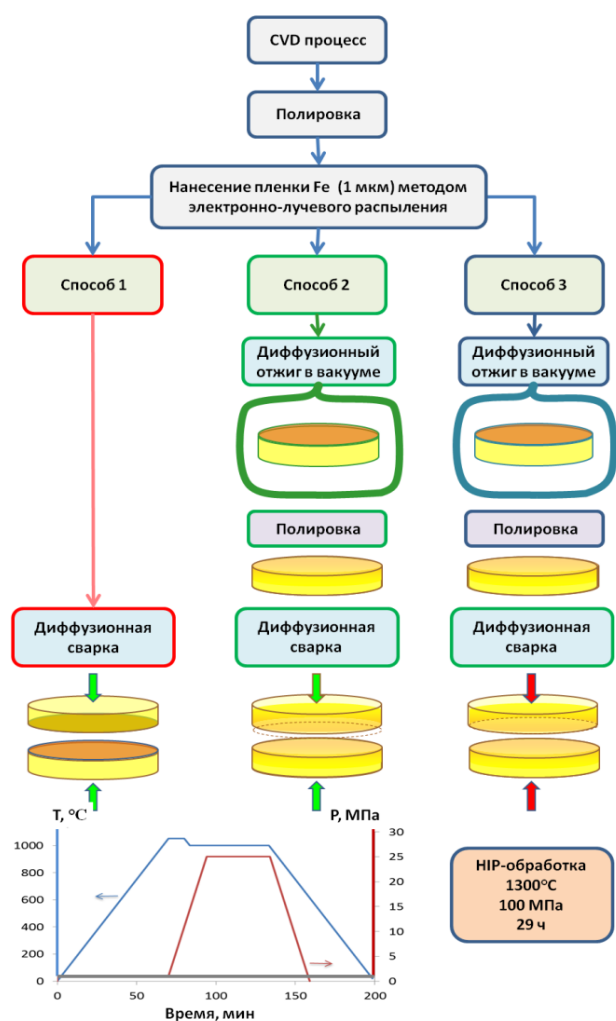 CVD процесс
Полировка
Нанесение пленки Fe (1 мкм) методом
электронно-лучевого распыления
Способ 1
Способ 2
Способ 3
Диффузионный
отжиг в вакууме
Диффузионный
отжиг в вакууме
Полировка
Полировка
Диффузионная
сварка
Диффузионная
сварка
Диффузионная
сварка
T, °C
P, МПа
1000
800
600
400
200
0
30
25
20
15
10
5
0
0
50
100
150
200
Время, мин
HIP-обработка
1300°C
100 МПа
29 ч